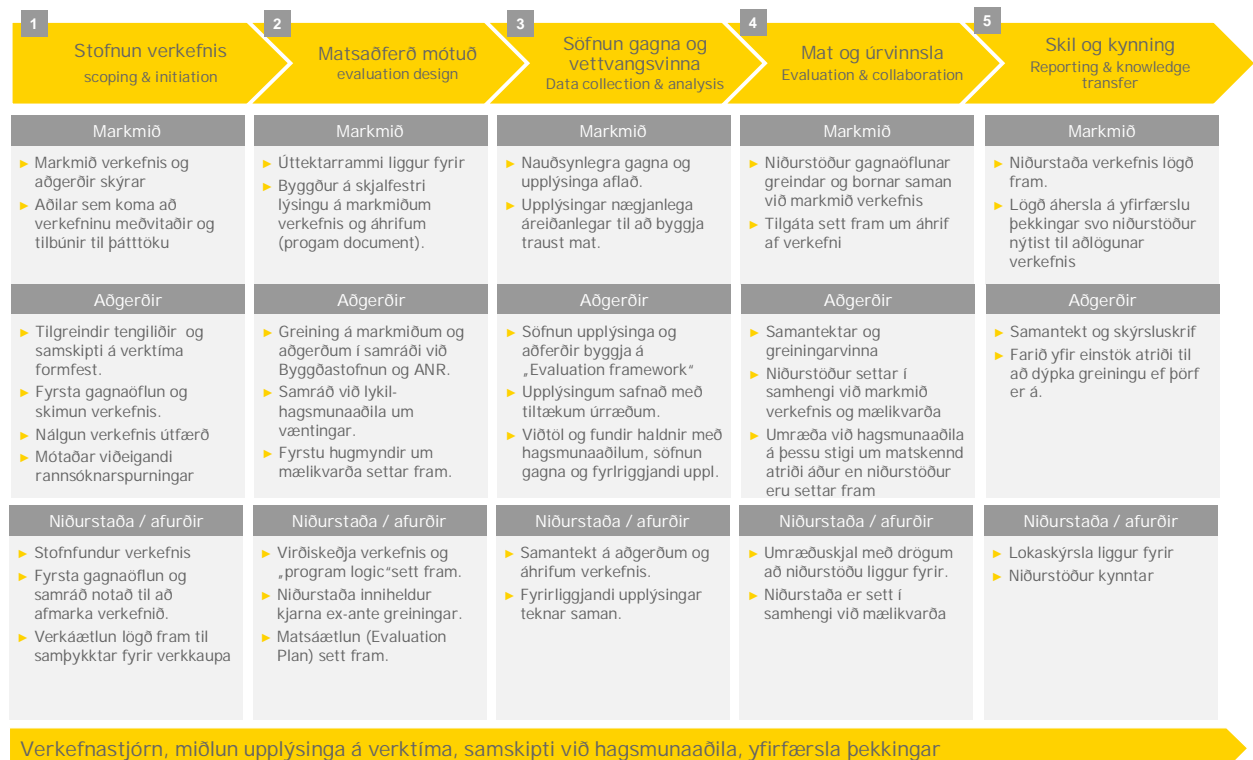 1
Stofnun verkefnis
scoping & initiation
2
Matsaðferð mótuð
evaluation design
3
Söfnun gagna og
vettvangsvinna
Data collection & analysis
4
Mat og úrvinnsla
Evaluation & collaboration
5
Skil og kynning
Reporting & knowledge
transfer
Markmið
► Markmið verkefnis og
aðgerðir skýrar
► Aðilar sem koma að
verkefninu meðvitaðir og
tilbúnir til þátttöku
Markmið
► Úttektarrammi liggur fyrir
► Byggður á skjalfestri
lýsingu á markmiðum
verkefnis og áhrifum
(progam document).
Markmið
► Nauðsynlegra gagna og
upplýsinga aflað.
► Upplýsingar nægjanlega
áreiðanlegar til að byggja
traust mat.
Markmið
► Niðurstöður gagnaöflunar
greindar og bornar saman
við markmið verkefnis
► Tilgáta sett fram um áhrif
af verkefni
Markmið
► Niðurstaða verkefnis lögð
fram.
► Lögð áhersla á yfirfærslu
þekkingar svo niðurstöður
nýtist til aðlögunar
verkefnis
Aðgerðir
► Tilgreindir tengiliðir og
samskipti á verktíma
formfest.
► Fyrsta gagnaöflun og
skimun verkefnis.
► Nálgun verkefnis útfærð
► Mótaðar viðeigandi
rannsóknarspurningar
Aðgerðir
► Greining á markmiðum og
aðgerðum í samráði við
Byggðastofnun og ANR.
► Samráð við lykil-
hagsmunaaðila um
væntingar.
► Fyrstu hugmyndir um
mælikvarða settar fram.
Aðgerðir
► Söfnun upplýsinga og
aðferðir byggja á
„Evaluation framework“
► Upplýsingum safnað með
tiltækum úrræðum.
► Viðtöl og fundir haldnir með
hagsmunaaðilum, söfnun
gagna og fyrlriggjandi uppl.
Aðgerðir
► Samantektar og
greiningarvinna
► Niðurstöður settar í
samhengi við markmið
verkefnis og mælikvarða
► Umræða við hagsmunaaðila
á þessu stigi um matskennd
atriði áður en niðurstöður
eru settar fram
Aðgerðir
► Samantekt og skýrsluskrif
► Farið yfir einstök atriði til
að dýpka greiningu ef þörf
er á.
Niðurstaða / afurðir
► Stofnfundur verkefnis
► Fyrsta gagnaöflun og
samráð notað til að
afmarka verkefnið.
► Verkáætlun lögð fram til
samþykktar fyrir verkkaupa
Niðurstaða / afurðir
► Virðiskeðja verkefnis og
„program logic“sett fram.
► Niðurstaða inniheldur
kjarna ex-ante greiningar.
► Matsáætlun (Evaluation
Plan) sett fram.
Niðurstaða / afurðir
► Samantekt á aðgerðum og
áhrifum verkefnis.
► Fyrirliggjandi upplýsingar
teknar saman.
Niðurstaða / afurðir
► Umræðuskjal með drögum
að niðurstöðu liggur fyrir.
► Niðurstaða er sett í
samhengi við mælikvarða
Niðurstaða / afurðir
► Lokaskýrsla liggur fyrir
► Niðurstöður kynntar
Verkefnastjórn, miðlun upplýsinga á verktíma, samskipti við hagsmunaaðila, yfirfærsla þekkingar